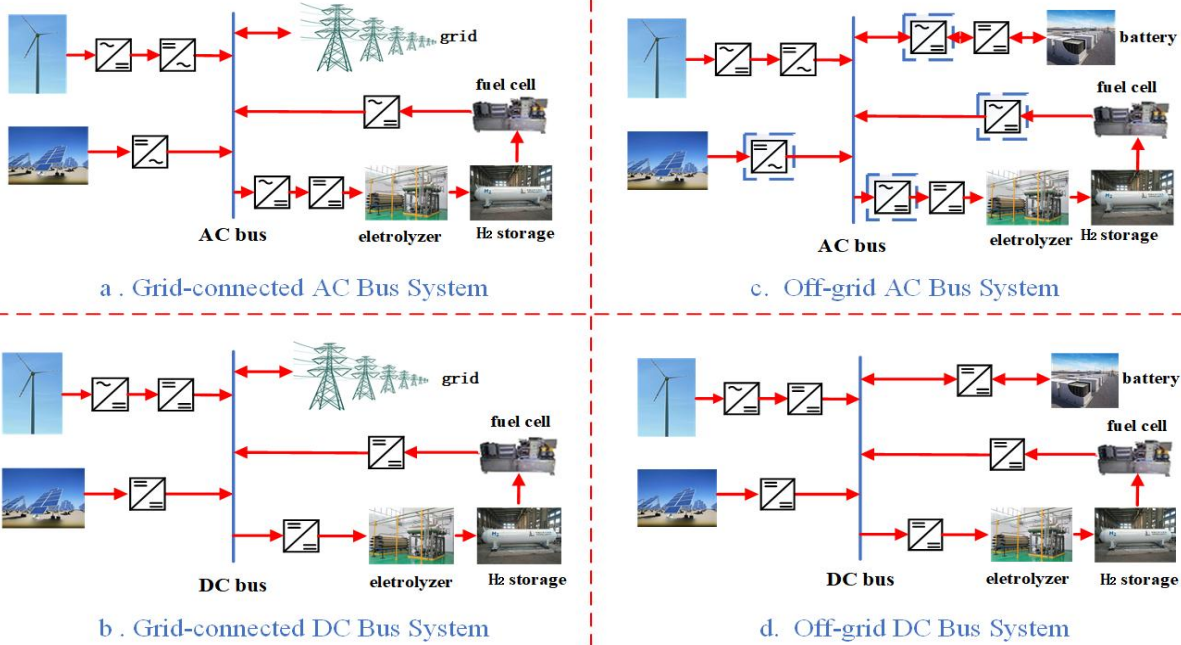 grid
fuel cell
eletrolyzer
H2 storage
AC bus
a . Grid-connected AC Bus System
battery
fuel cell
eletrolyzer
H2 storage
AC bus
c. Off-grid AC Bus System
grid
fuel cell
eletrolyzer
H2 storage
DC bus
b . Grid-connected DC Bus System
battery
fuel cell
eletrolyzer
H2 storage
DC bus
d. Off-grid DC Bus System